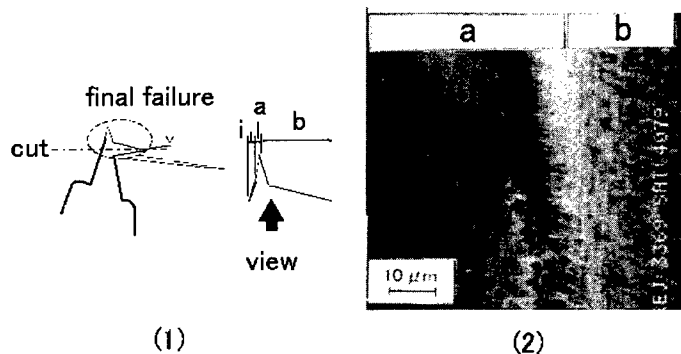 final failure
cut
v
i
a
b
view
(1)
a
b
10 μm
(2)